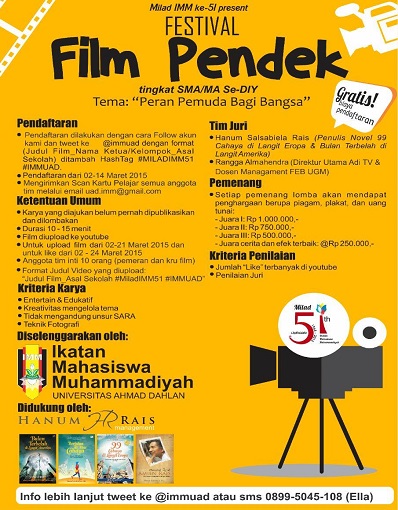 Milad IMM ke-51 present
FESTIVAL
Film Pendek
tingkat SMA/MA Se-DIY
Tema: “Peran Pemuda Bagi Bangsa”
Gratis!
biaya
pendaftaran
Pendaftaran
Pendaftaran dilakukan dengan cara Follow akun
kami dan tweet ke @immuad dengan format
(Judul Film_Nama Ketua/Kelompok_Asal
Sekolah) ditambah HashTag #MILADIMM51
#IMMUAD.
Pendaftaran dari 02-14 Maret 2015
Mengirimkan Scan Kartu Pelajar semua anggota
tim melalui email uad.imm@gmail.com
Ketentuan Umum
Karya yang diajukan belum pernah dipublikasikan
dan dilombakan
Durasi 10 - 15 menit
Film diupload ke youtube
Untuk upload film dari 02-21 Maret 2015 dan
untuk like dari 02 - 24 Maret 2015
Anggota tim inti 10 orang (pemeran dan kru film)
Format Judul Video yang diupload:
"Judul Film_Asal Sekolah #MiladIMM51 #IMMUAD"
Kriteria Karya
Entertain & Edukatif
Kreativitas mengelola tema
Tidak mengandung unsur SARA
Teknik Fotografi
Diselenggarakan oleh:
IMM
Ikatan
Mahasiswa
Muhammadiyah
UNIVERSITAS AHMAD DAHLAN
Didukung oleh:
HANUM HR RAIS
management
Tim Juri
Hanum Salsabiela Rais (Penulis Novel 99
Cahaya di Langit Eropa & Bulan Terbelah di
Langit Amerika)
Rangga Almahendra (Direktur Utama Adi TV &
Dosen Managament FEB UGM)
Pemenang
Setiap pemenang lomba akan mendapat
penghargaan berupa piagam, plakat, dan uang
tunai:
- Juara I: Rp 1.000.000,-
- Juara II: Rp 750.000,-
- Juara III: Rp 500.000,-
- Juara cerita dan efek terbaik: @Rp 250.000,-
Kriteria Penilaian
Jumlah “Like” terbanyak di youtube
Penilaian Juri
Milad
51th
Info lebih lanjut tweet ke @immuad atau sms 0899-5045-108 (Ella)